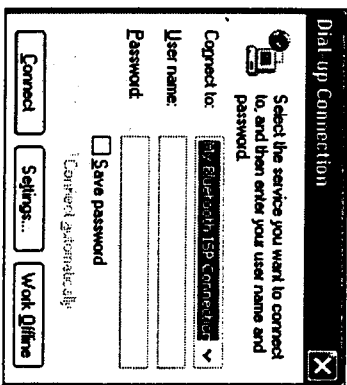 Dial-up Connection
Select the service you want to connect
to, and then enter your user name and
password.
Connect to: My Bluetooth ISP Connection
User name:
Password:
Save password
Connect automatically
Connect
Settings...
Work Offline